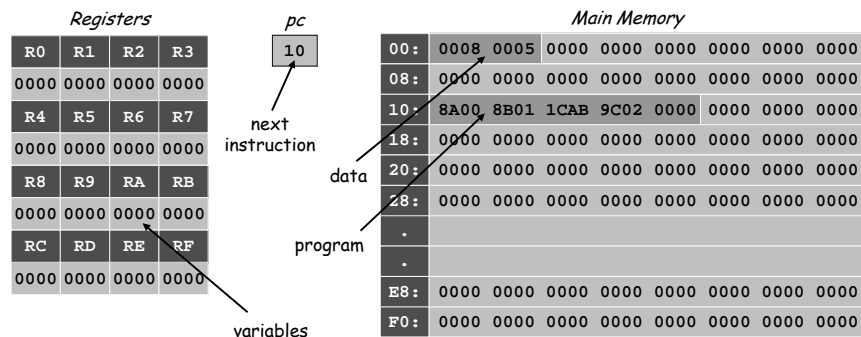 Registers
R0 R1 R2 R3
0000 0000 0000 0000
R4 R5 R6 R7
0000 0000 0000 0000
R8 R9 RA RB
0000 0000 0000 0000
RC RD RE RF
0000 0000 0000 0000
variables
pc
10
next
instruction
Main Memory
00: 0008 0005 0000 0000 0000 0000 0000 0000
08: 0000 0000 0000 0000 0000 0000 0000 0000
10: 8A00 8B01 1CAB 9C02 0000 0000 0000 0000
18: 0000 0000 0000 0000 0000 0000 0000 0000
20: 0000 0000 0000 0000 0000 0000 0000 0000
28: 0000 0000 0000 0000 0000 0000 0000 0000
.
.
E8: 0000 0000 0000 0000 0000 0000 0000 0000
F0: 0000 0000 0000 0000 0000 0000 0000 0000
data
program